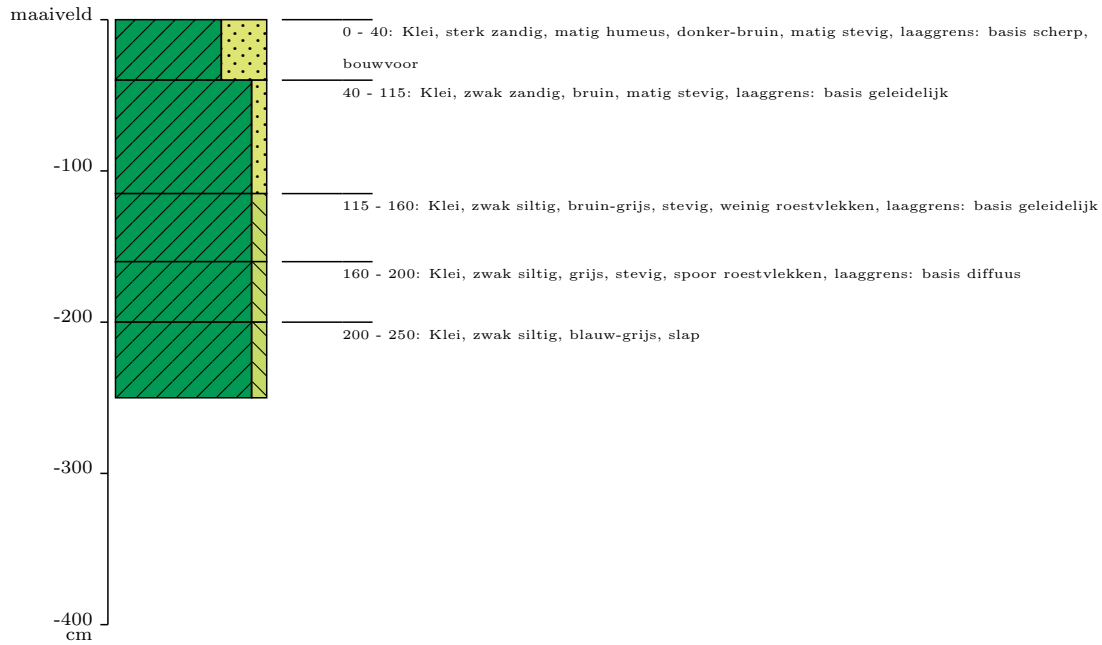 maaiveld
0 - 40: Klei, sterk zandig, matig humeus, donker-bruin, matig stevig, laaggrens: basis scherp,
bouwvoor
40 - 115: Klei, zwak zandig, bruin, matig stevig, laaggrens: basis geleidelijk
-100
115 - 160: Klei, zwak siltig, bruin-grijs, stevig, weinig roestvlekken, laaggrens: basis geleidelijk
160 - 200: Klei, zwak siltig, grijs, stevig, spoor roestvlekken, laaggrens: basis diffuus
-200
200 - 250: Klei, zwak siltig, blauw-grijs, slap
-300
-400
cm